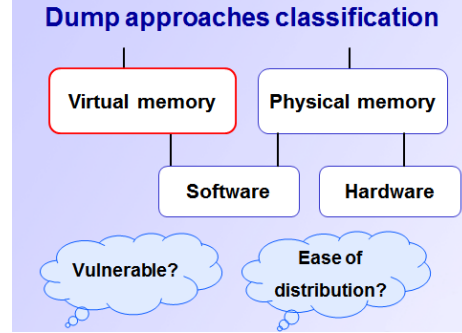 Dump approaches classification
Virtual memory
Physical memory
Software
Hardware
Vulnerable?
Ease of
distribution?